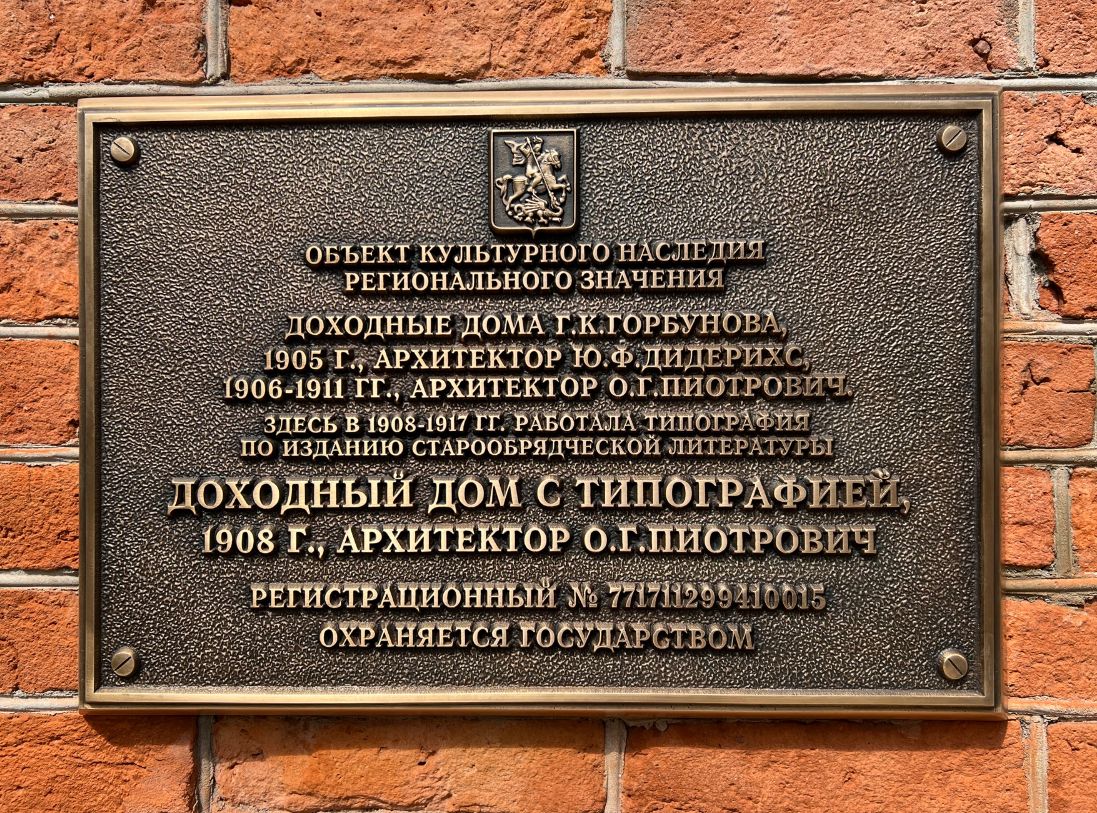 ОБЪЕКТ КУЛЬТУРНОГО НАСЛЕДИЯ
РЕГИОНАЛЬНОГО ЗНАЧЕНИЯ
ДОХОДНЫЕ ДОМА Г.К.ГОРБУНОВА,
1905 Г., АРХИТЕКТОР Ю.Ф.ДИДЕРИХС,
1906-1911 ГГ., АРХИТЕКТОР О.Г.ПИОТРОВИЧ.
ЗДЕСЬ В 1908-1917 ГГ. РАБОТАЛА ТИПОГРАФИЯ
ПО ИЗДАНИЮ СТАРООБРЯДЧЕСКОЙ ЛИТЕРАТУРЫ
ДОХОДНЫЙ ДОМ С ТИПОГРАФИЕЙ,
1908 Г., АРХИТЕКТОР О.Г.ПИОТРОВИЧ
РЕГИСТРАЦИОННЫЙ № 771711299410015
ОХРАНЯЕТСЯ ГОСУДАРСТВОМ